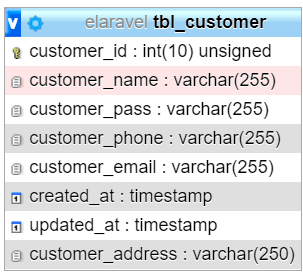 v elaravel tbl_customer
customer_id : int(10) unsigned
customer_name : varchar(255)
customer_pass : varchar(255)
customer_phone : varchar(255)
customer_email : varchar(255)
created_at : timestamp
updated_at : timestamp
customer_address : varchar(250)